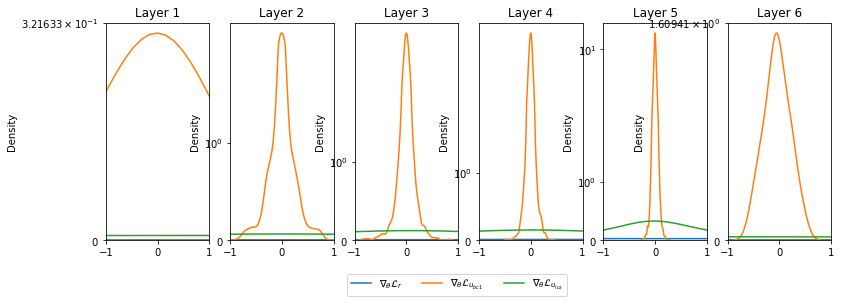 Layer 1
Layer 2
Layer 3
Layer 4
Layer 5
Layer 6
3.21633 × 10⁻¹
10⁰
10⁰
10⁰
10¹
10⁰
1.60941 × 10⁰
Density
Density
Density
Density
Density
Density
0
0
0
0
0
0
−1 0 1
−1 0 1
−1 0 1
−1 0 1
−1 0 1
−1 0 1
∇θℒr ∇θℒu_bc1 ∇θℒu_ics